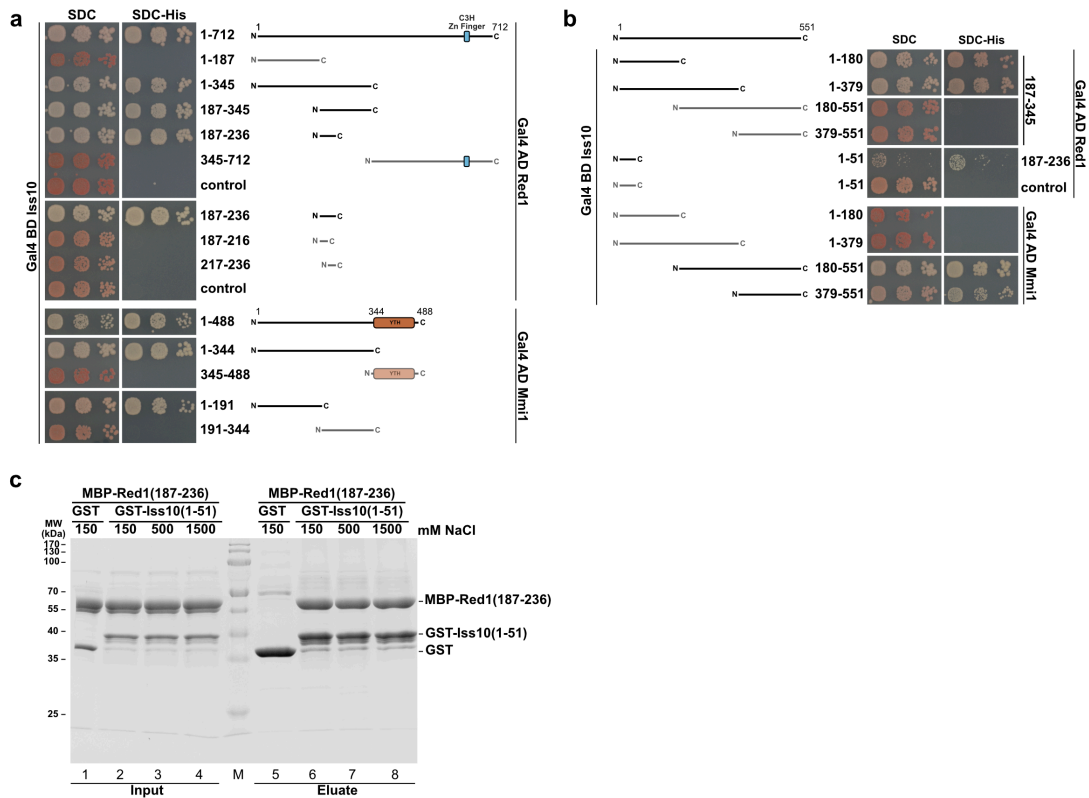 a
SDC SDC-His
C3H
Zn Finger
1 712
1-712 N C
1-187 N C
1-345 N C
187-345 N C
187-236 N C
345-712 N C
control
187-236 N C
187-216 N C
217-236 N C
control
1 344 488
1-488 N YTH C
1-344 N C
345-488 N YTH C
1-191 N C
191-344 N C
Gal4 BD Iss10
Gal4 AD Red1
Gal4 AD Mmi1
b
1 551
N C
SDC SDC-His
N C 1-180
N C 1-379
N C 180-551
N C 379-551
N C 1-51
N C 1-51
N C 1-180
N C 1-379
N C 180-551
N C 379-551
Gal4 BD Iss10
187-345
187-236
control
Gal4 AD Red1
Gal4 AD Mmi1
c
MBP-Red1(187-236) MBP-Red1(187-236)
GST GST-Iss10(1-51) GST GST-Iss10(1-51)
MW
(kDa)
150 150 500 1500 150 150 500 1500 mM NaCl
170
130
100
70
55
40
35
25
MBP-Red1(187-236)
GST-Iss10(1-51)
GST
1 2 3 4 M 5 6 7 8
Input Eluate